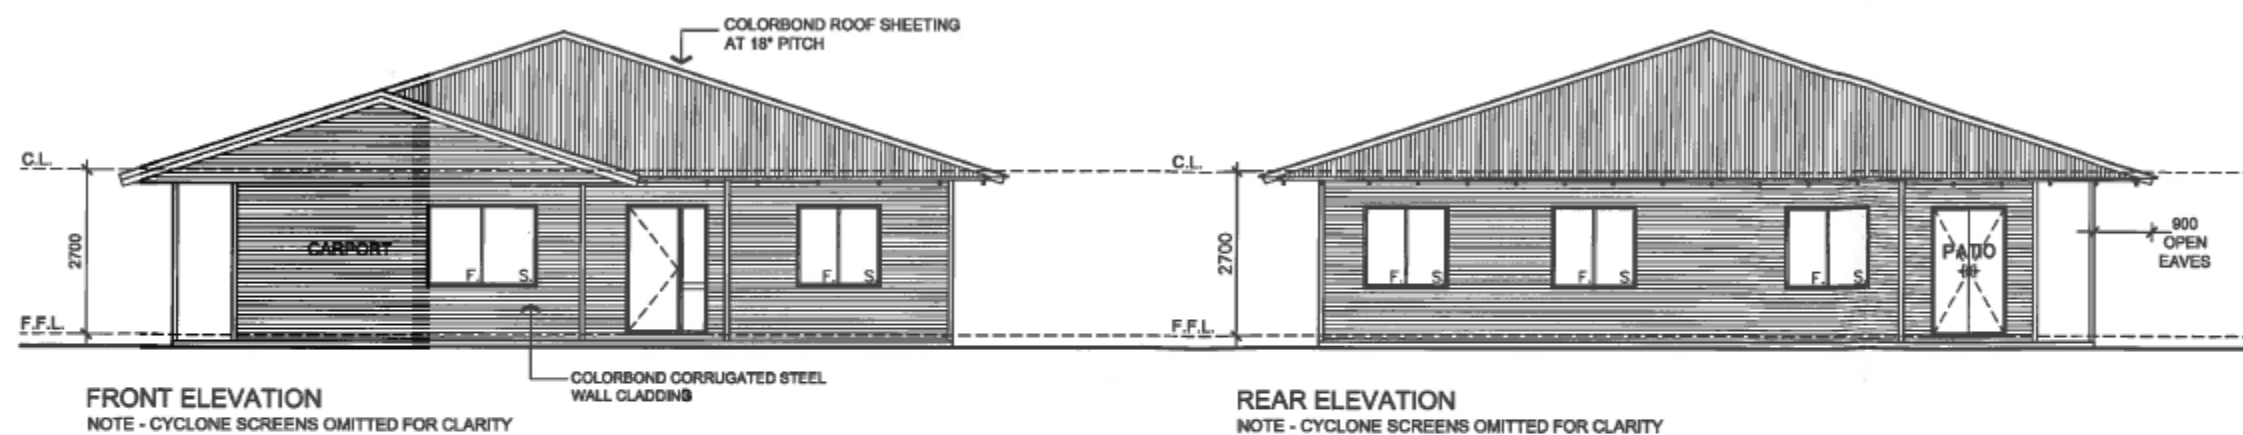 COLORBOND ROOF SHEETING
AT 18° PITCH
C.L.
2700
CARPORT
F. S.
F. S.
F.F.L.
COLORBOND CORRUGATED STEEL
WALL CLADDING
FRONT ELEVATION
NOTE - CYCLONE SCREENS OMITTED FOR CLARITY
C.L.
2700
F. S.
F. S.
F. S.
PATIO
900
OPEN
EAVES
F.F.L.
REAR ELEVATION
NOTE - CYCLONE SCREENS OMITTED FOR CLARITY